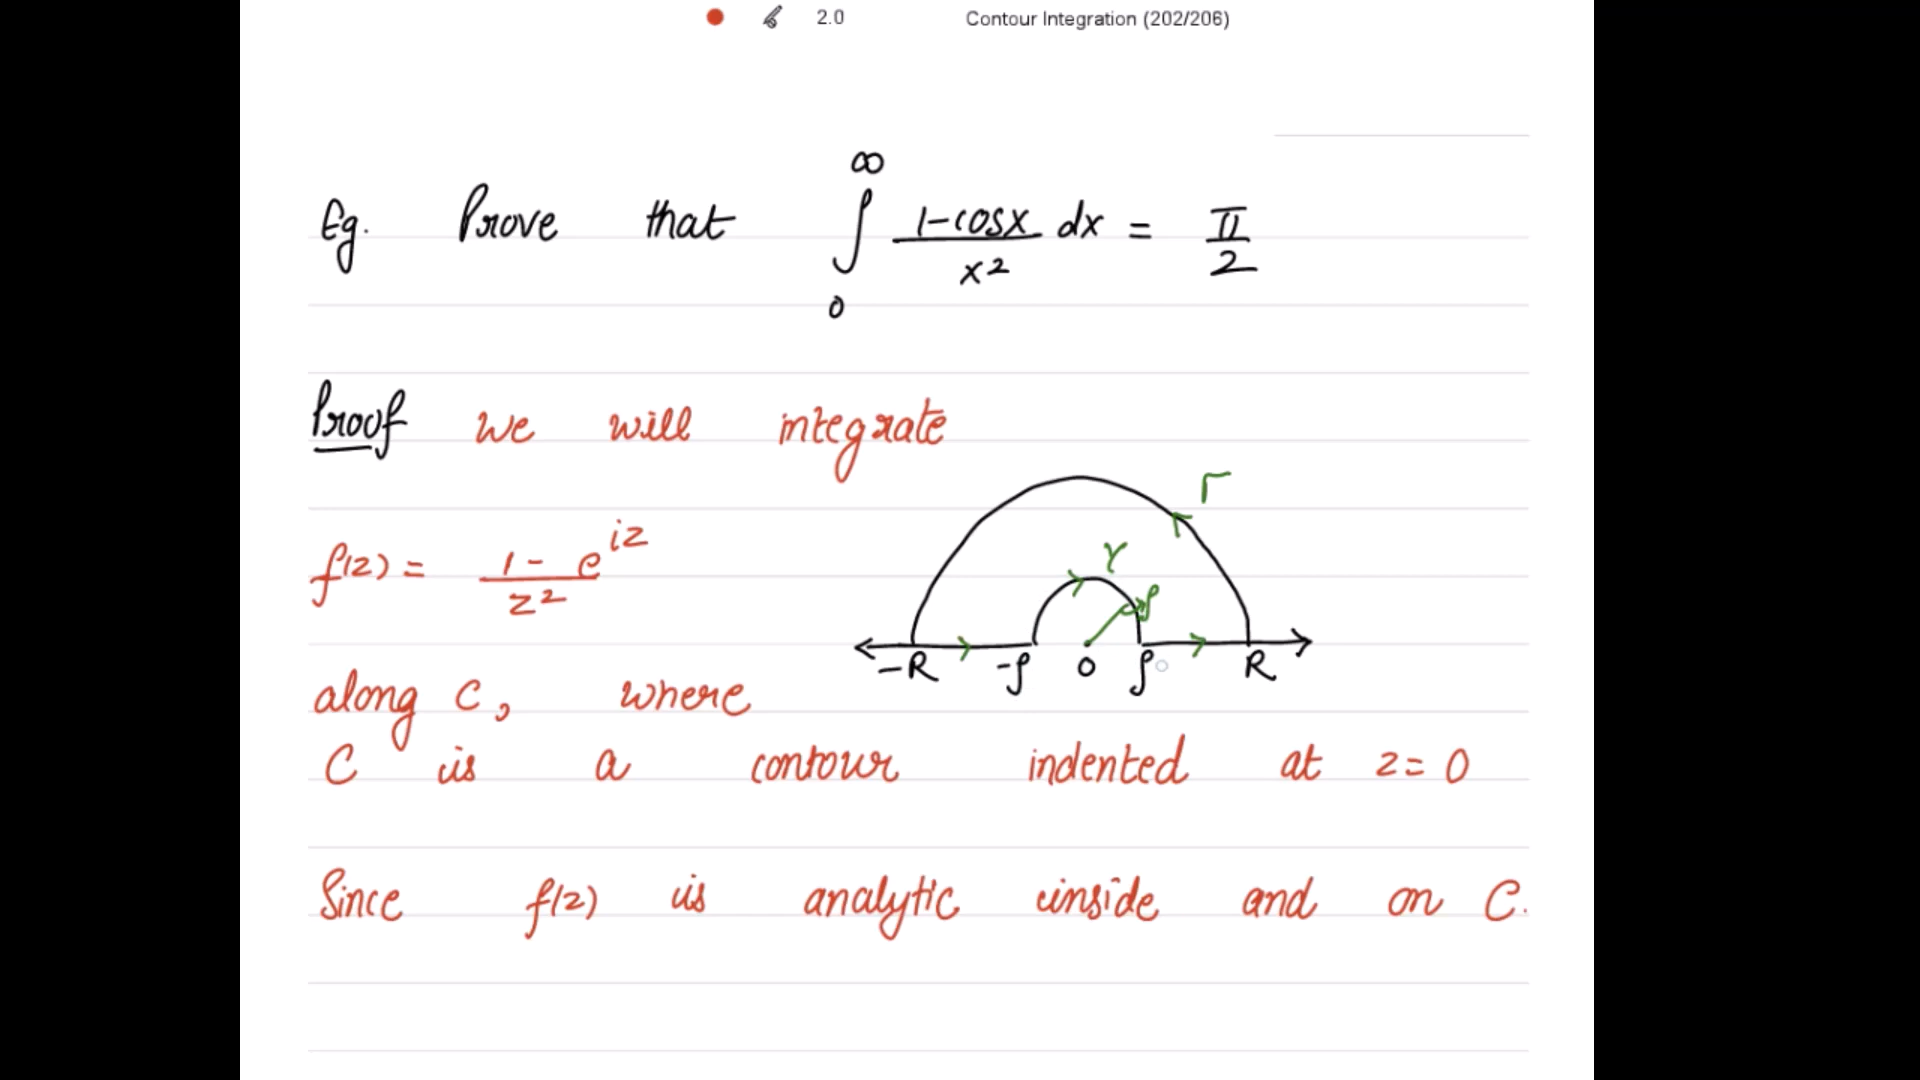 2.0 Contour Integration (202/206)
Eg. Prove that ∫₀^∞ (1-cosx)/x² dx = π/2
Proof we will integrate
f(z) = (1 - e^{iz})/z²
Γ
γ
ρ
-R -ρ 0 ρ R
along C, where
C is a contour indented at z=0
Since f(z) is analytic inside and on C.